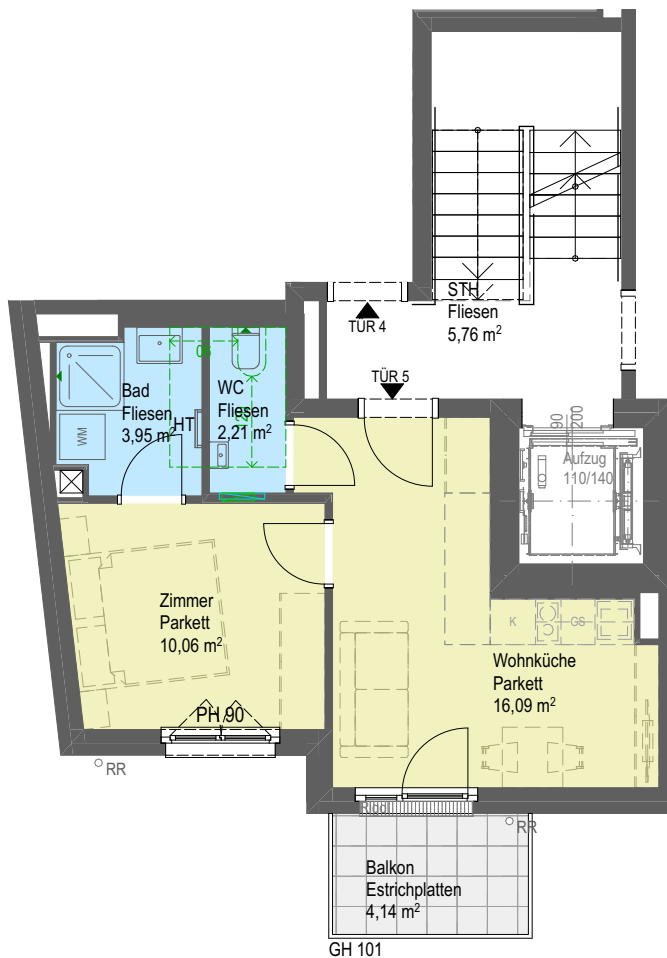 STH
Fliesen
5,76 m²
TÜR 4
TÜR 5
90
Bad
Fliesen
3,95 m²
HT
WM
WC
Fliesen
2,21 m²
90
200
Aufzug
110/140
Zimmer
Parkett
10,06 m²
K
GS
Wohnküche
Parkett
16,09 m²
PH 90
RR
RR
Balkon
Estrichplatten
4,14 m²
GH 101